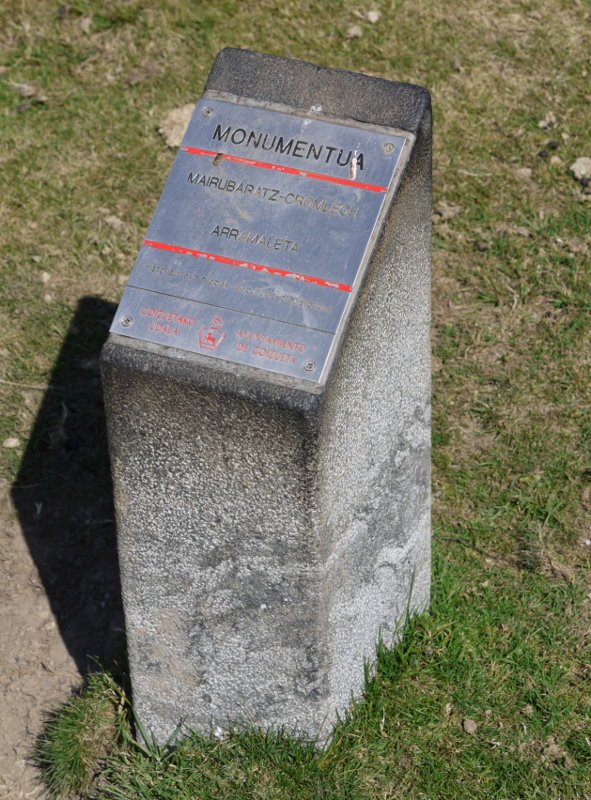 MONUMENTUA
MAIRUBARATZ-CROMLECH
ARRAMALETA
GOIZUETAKO
UDALA
AYUNTAMIENTO
DE GOIZUETA